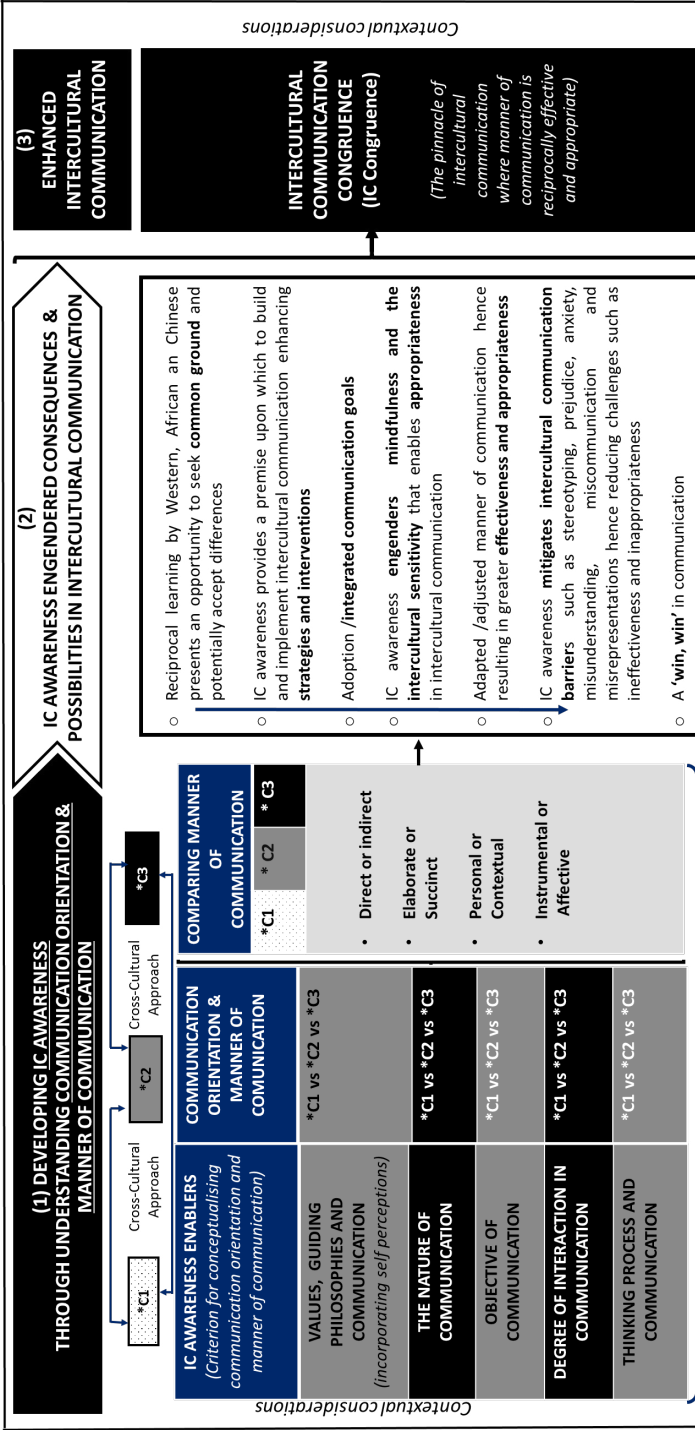 Contextual considerations
(1) DEVELOPING IC AWARENESS
THROUGH UNDERSTANDING COMMUNICATION ORIENTATION &
MANNER OF COMMUNICATION
*C1
Cross-Cultural
Approach
*C2
Cross-Cultural
Approach
*C3
IC AWARENESS ENABLERS
(Criterion for conceptualising
communication orientation and
manner of communication)
COMMUNICATION
ORIENTATION &
MANNER OF
COMUNICATION
VALUES, GUIDING
PHILOSOPHIES AND
COMMUNICATION
(incorporating self perceptions)
*C1 vs *C2 vs *C3
THE NATURE OF
COMMUNICATION
*C1 vs *C2 vs *C3
OBJECTIVE OF
COMMUNICATION
*C1 vs *C2 vs *C3
DEGREE OF INTERACTION IN
COMMUNICATION
*C1 vs *C2 vs *C3
THINKING PROCESS AND
COMMUNICATION
*C1 vs *C2 vs *C3
COMPARING MANNER
OF
COMMUNICATION
*C1
* C2
* C3
• Direct or indirect
• Elaborate or
Succinct
• Personal or
Contextual
• Instrumental or
Affective
(2)
IC AWARENESS ENGENDERED CONSEQUENCES &
POSSIBILITIES IN INTERCULTURAL COMMUNICATION
○ Reciprocal learning by Western, African an Chinese
presents an opportunity to seek common ground and
potentially accept differences
○ IC awareness provides a premise upon which to build
and implement intercultural communication enhancing
strategies and interventions
○ Adoption /integrated communication goals
○ IC awareness engenders mindfulness and the
intercultural sensitivity that enables appropriateness
in intercultural communication
○ Adapted /adjusted manner of communication hence
resulting in greater effectiveness and appropriateness
○ IC awareness mitigates intercultural communication
barriers such as stereotyping, prejudice, anxiety,
misunderstanding, miscommunication and
misrepresentations hence reducing challenges such as
ineffectiveness and inappropriateness
○ A ‘win, win’ in communication
(3)
ENHANCED
INTERCULTURAL
COMMUNICATION
INTERCULTURAL
COMMUNICATION
CONGRUENCE
(IC Congruence)
(The pinnacle of
intercultural
communication
where manner of
communication is
reciprocally effective
and appropriate)
Contextual considerations